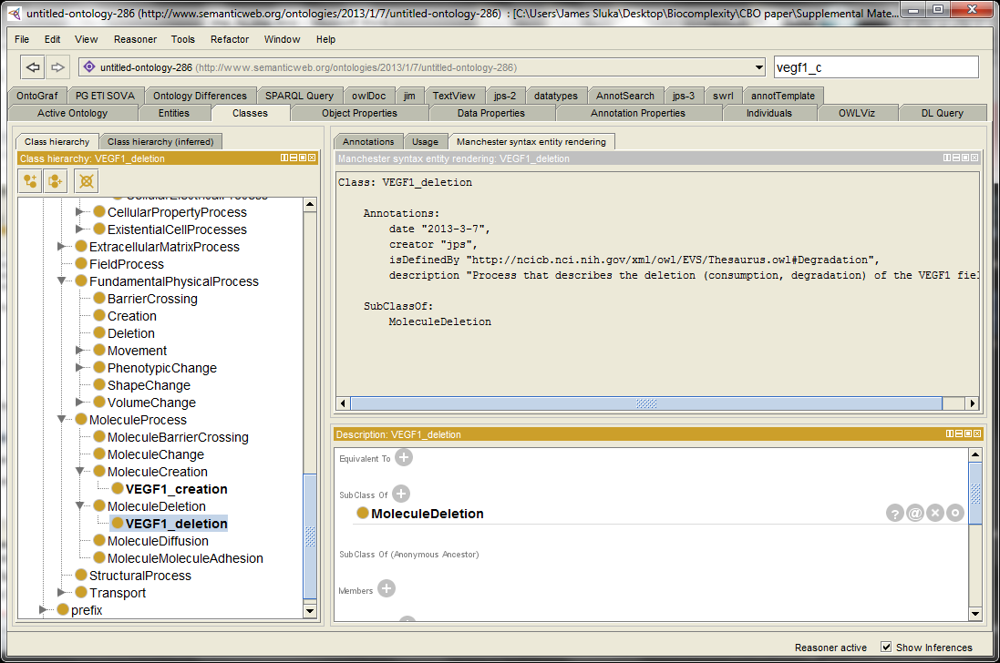 untitled-ontology-286 (http://www.semanticweb.org/ontologies/2013/1/7/untitled-ontology-286) : [C:\Users\James Sluka\Desktop\Biocomplexity\CBO paper\Supplemental Mate...
File Edit View Reasoner Tools Refactor Window Help
untitled-ontology-286 (http://www.semanticweb.org/ontologies/2013/1/7/untitled-ontology-286)
vegf1_c
OntoGraf PG ETI SOVA Ontology Differences SPARQL Query owlDoc jim TextView jps-2 datatypes AnnotSearch jps-3 swrl annotTemplate
Active Ontology Entities Classes Object Properties Data Properties Annotation Properties Individuals OWLViz DL Query
Class hierarchy Class hierarchy (inferred)
Class hierarchy: VEGF1_deletion
CellularElectricalProcess
CellularPropertyProcess
ExistentialCellProcesses
ExtracellularMatrixProcess
FieldProcess
FundamentalPhysicalProcess
BarrierCrossing
Creation
Deletion
Movement
PhenotypicChange
ShapeChange
VolumeChange
MoleculeProcess
MoleculeBarrierCrossing
MoleculeChange
MoleculeCreation
VEGF1_creation
MoleculeDeletion
VEGF1_deletion
MoleculeDiffusion
MoleculeMoleculeAdhesion
StructuralProcess
Transport
prefix
Annotations Usage Manchester syntax entity rendering
Manchester syntax entity rendering: VEGF1_deletion
Class: VEGF1_deletion
Annotations:
date "2013-3-7",
creator "jps",
isDefinedBy "http://ncicb.nci.nih.gov/xml/owl/EVS/Thesaurus.owl#Degradation",
description "Process that describes the deletion (consumption, degradation) of the VEGF1 fiel
SubClassOf:
MoleculeDeletion
Description: VEGF1_deletion
Equivalent To
SubClass Of
MoleculeDeletion
SubClass Of (Anonymous Ancestor)
Members
Reasoner active Show Inferences